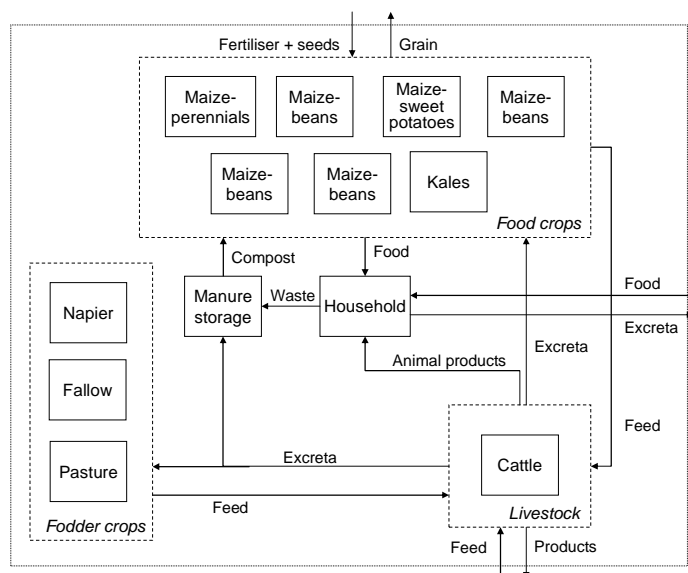 Fertiliser + seeds
Grain
Maize-
perennials
Maize-
beans
Maize-
sweet
potatoes
Maize-
beans
Maize-
beans
Maize-
beans
Kales
Food crops
Compost
Food
Manure
storage
Waste
Household
Food
Excreta
Napier
Fallow
Pasture
Fodder crops
Animal products
Excreta
Feed
Excreta
Feed
Cattle
Livestock
Feed
Products